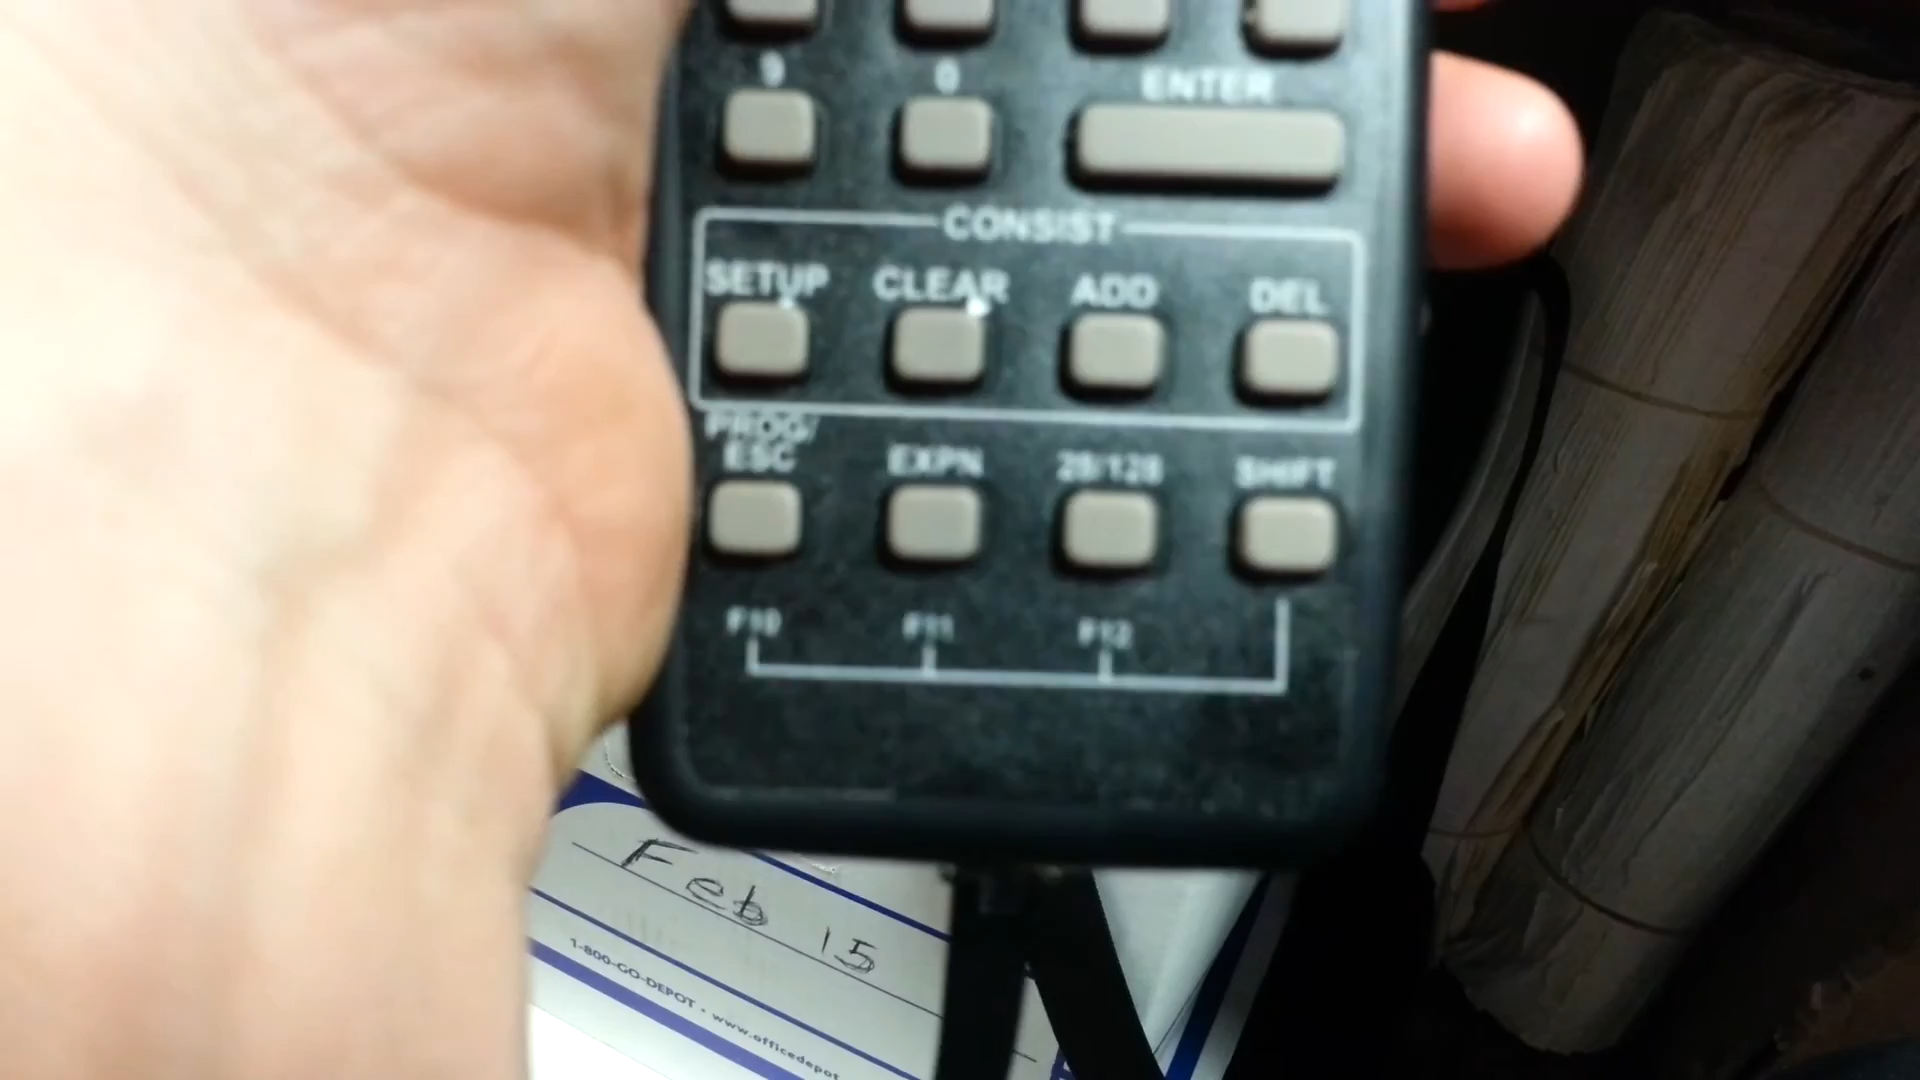 9 0 ENTER
CONSIST
SETUP CLEAR ADD DEL
PROG/
ESC EXPN 28/128 SHIFT
F10 F11 F12
Feb 15
1-800-GO-DEPOT • www.officedepot